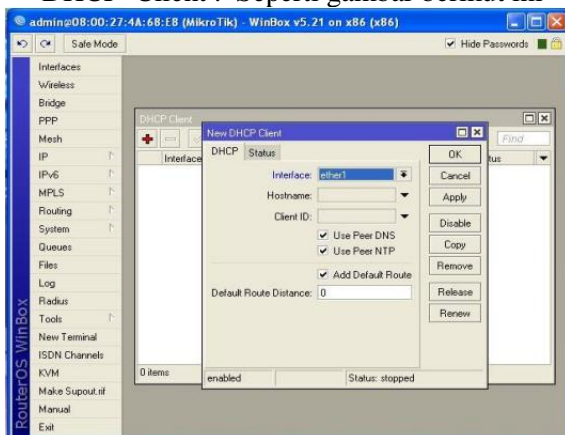 DHCP Client : Seperti gambar berikut ini
admin@08:00:27:4A:68:E8 (MikroTik) - WinBox v5.21 on x86 (x86)
Safe Mode
Hide Passwords
Interfaces
Wireless
Bridge
PPP
Mesh
IP
IPv6
MPLS
Routing
System
Queues
Files
Log
Radius
Tools
New Terminal
ISDN Channels
KVM
Make Supout.rif
Manual
Exit
RouterOS WinBox
DHCP Client
Find
Interface
tus
0 items
New DHCP Client
DHCP Status
Interface: ether1
Hostname:
Client ID:
Use Peer DNS
Use Peer NTP
Add Default Route
Default Route Distance: 0
OK
Cancel
Apply
Disable
Copy
Remove
Release
Renew
enabled
Status: stopped